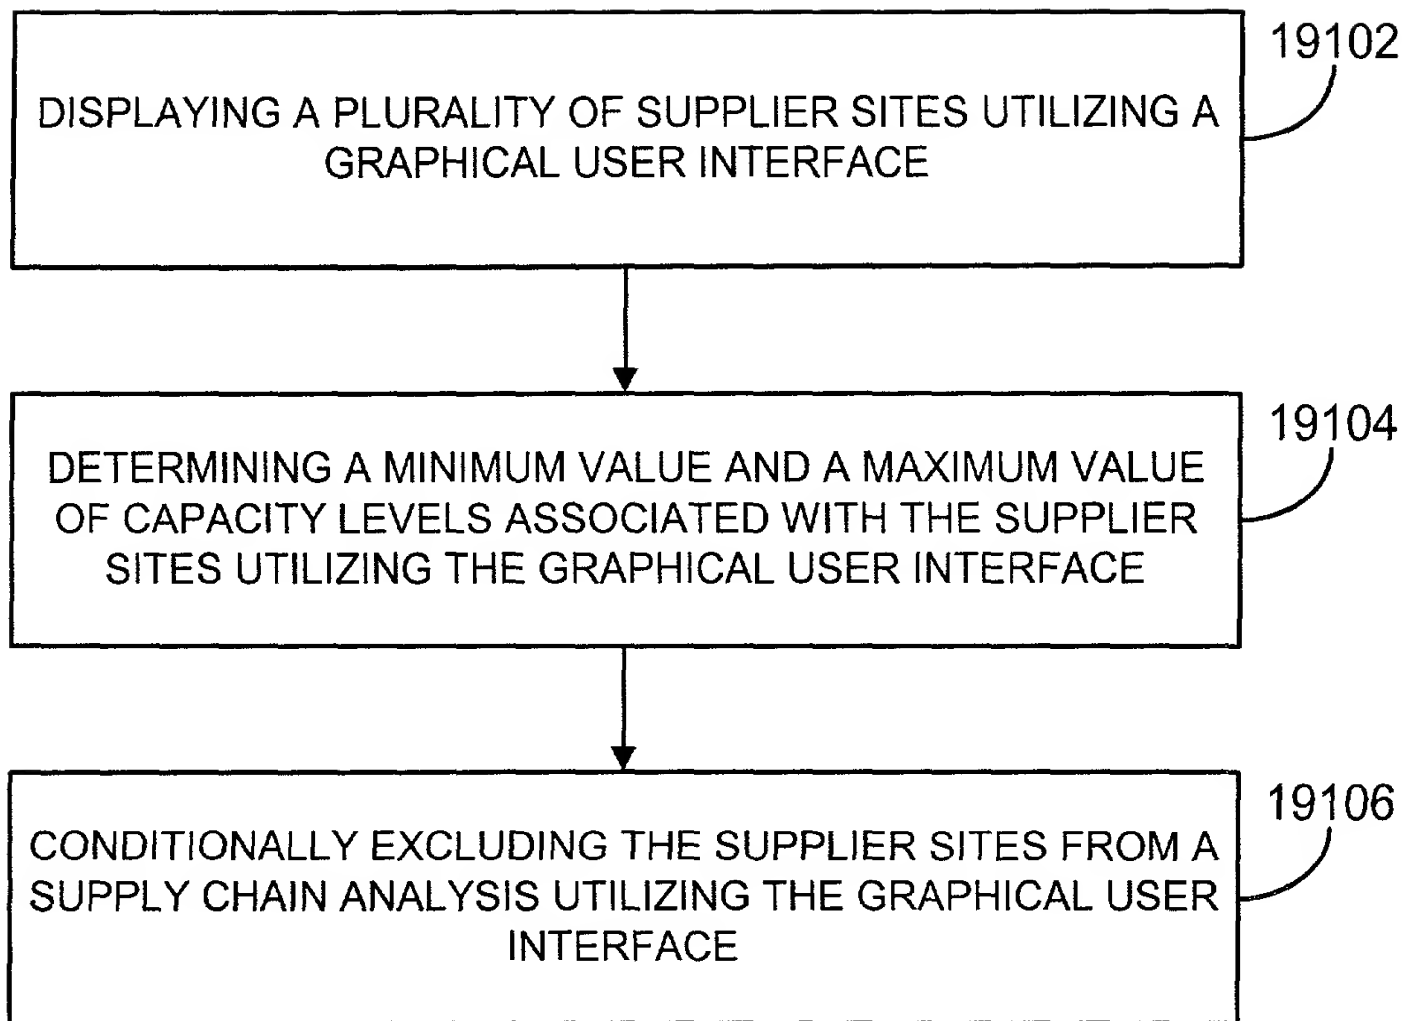 19102
DISPLAYING A PLURALITY OF SUPPLIER SITES UTILIZING A
GRAPHICAL USER INTERFACE
19104
DETERMINING A MINIMUM VALUE AND A MAXIMUM VALUE
OF CAPACITY LEVELS ASSOCIATED WITH THE SUPPLIER
SITES UTILIZING THE GRAPHICAL USER INTERFACE
19106
CONDITIONALLY EXCLUDING THE SUPPLIER SITES FROM A
SUPPLY CHAIN ANALYSIS UTILIZING THE GRAPHICAL USER
INTERFACE